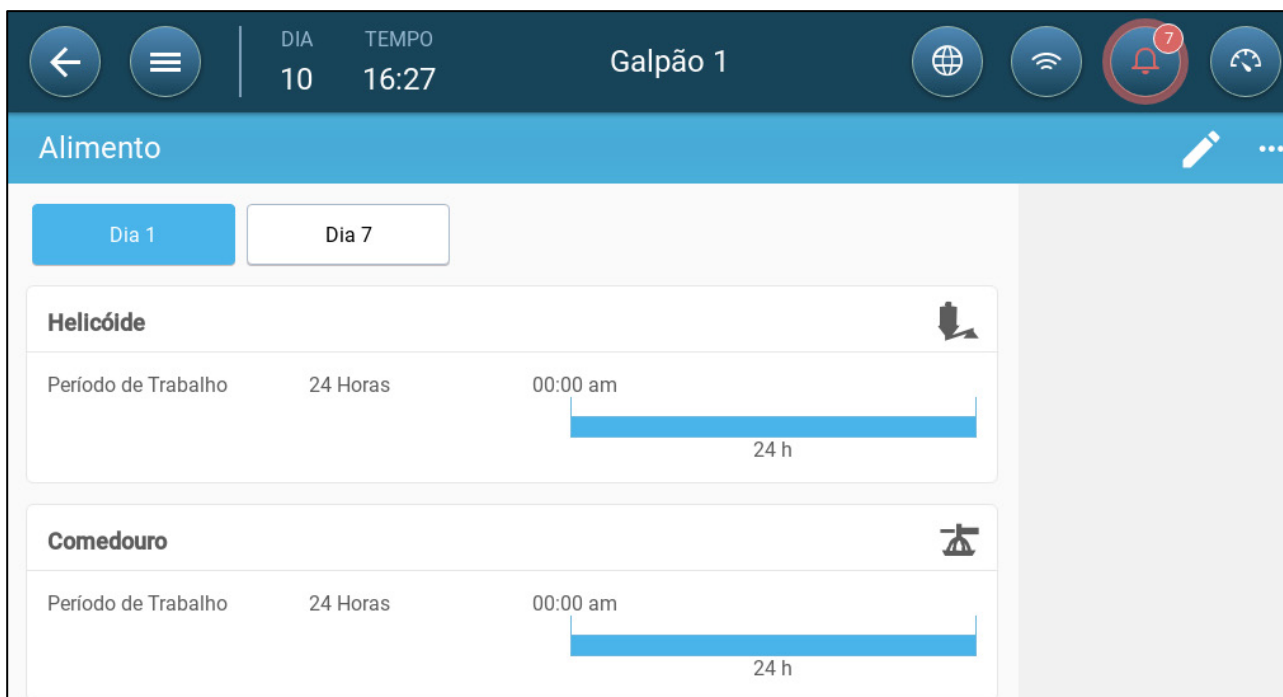 DIA TEMPO
10 16:27 Galpão 1 7
Alimento
Dia 1 Dia 7
Helicóide
Período de Trabalho 24 Horas 00:00 am
24 h
Comedouro
Período de Trabalho 24 Horas 00:00 am
24 h